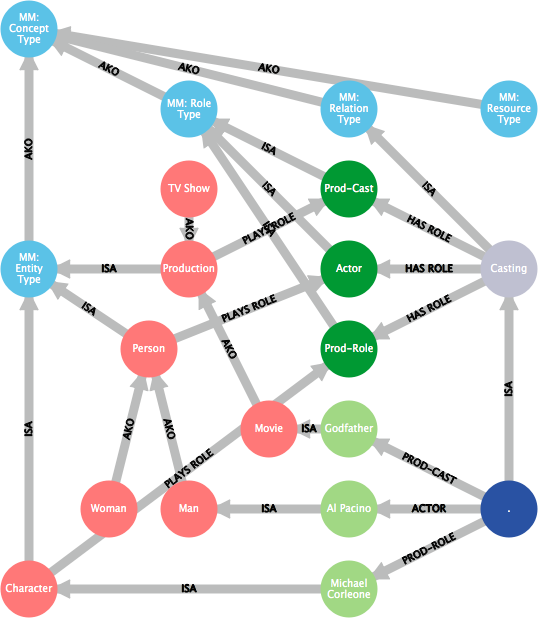 MM:
Concept
Type
AKO
AKO
AKO
MM: Role
Type
MM:
Relation
Type
MM:
Resource
Type
AKO
ISA
ISA
TV Show
Prod-Cast
ISA
HAS ROLE
AKO
PLAYS ROLE
ISA
MM:
Entity
Type
ISA
Production
Actor
HAS ROLE
Casting
ISA
PLAYS ROLE
HAS ROLE
Person
AKO
Prod-Role
ISA
ISA
AKO
AKO
Movie
ISA
Godfather
PLAYS ROLE
PROD-CAST
Woman
Man
ISA
Al Pacino
ACTOR
.
PROD-ROLE
Character
ISA
Michael
Corleone